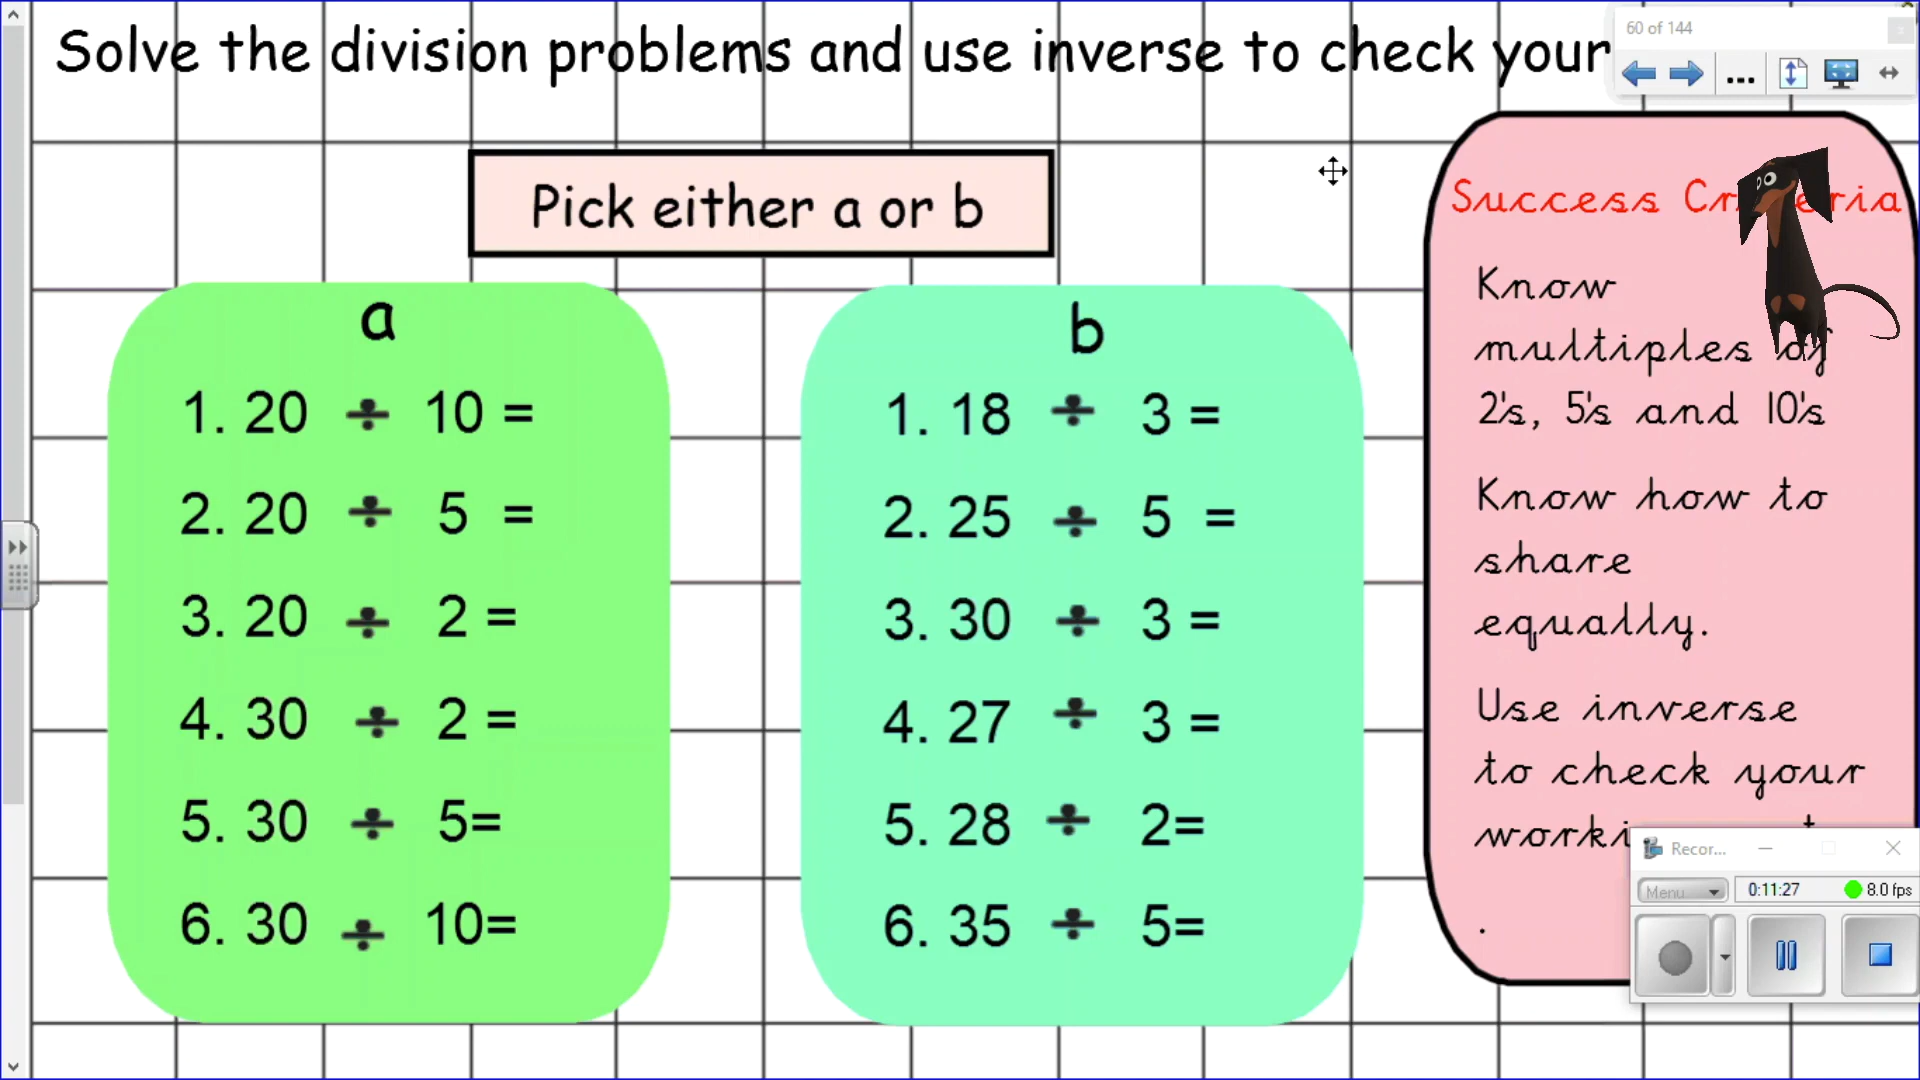 Solve the division problems and use inverse to check your
60 of 144
Pick either a or b
a
1. 20 ÷ 10 =
2. 20 ÷ 5 =
3. 20 ÷ 2 =
4. 30 ÷ 2 =
5. 30 ÷ 5=
6. 30 ÷ 10=
b
1. 18 ÷ 3 =
2. 25 ÷ 5 =
3. 30 ÷ 3 =
4. 27 ÷ 3 =
5. 28 ÷ 2=
6. 35 ÷ 5=
Success
Know
multiples of
2's, 5's and 10's
Know how to
share
equally.
Use inverse
to check your
.
Recor...
Menu
0:11:27 8.0 fps